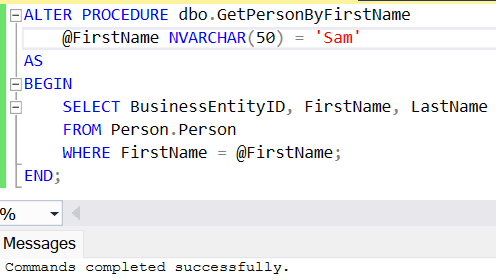 ALTER PROCEDURE dbo.GetPersonByFirstName
    @FirstName NVARCHAR(50) = 'Sam'
AS
BEGIN
    SELECT BusinessEntityID, FirstName, LastName
    FROM Person.Person
    WHERE FirstName = @FirstName;
END;
%
Messages
Commands completed successfully.